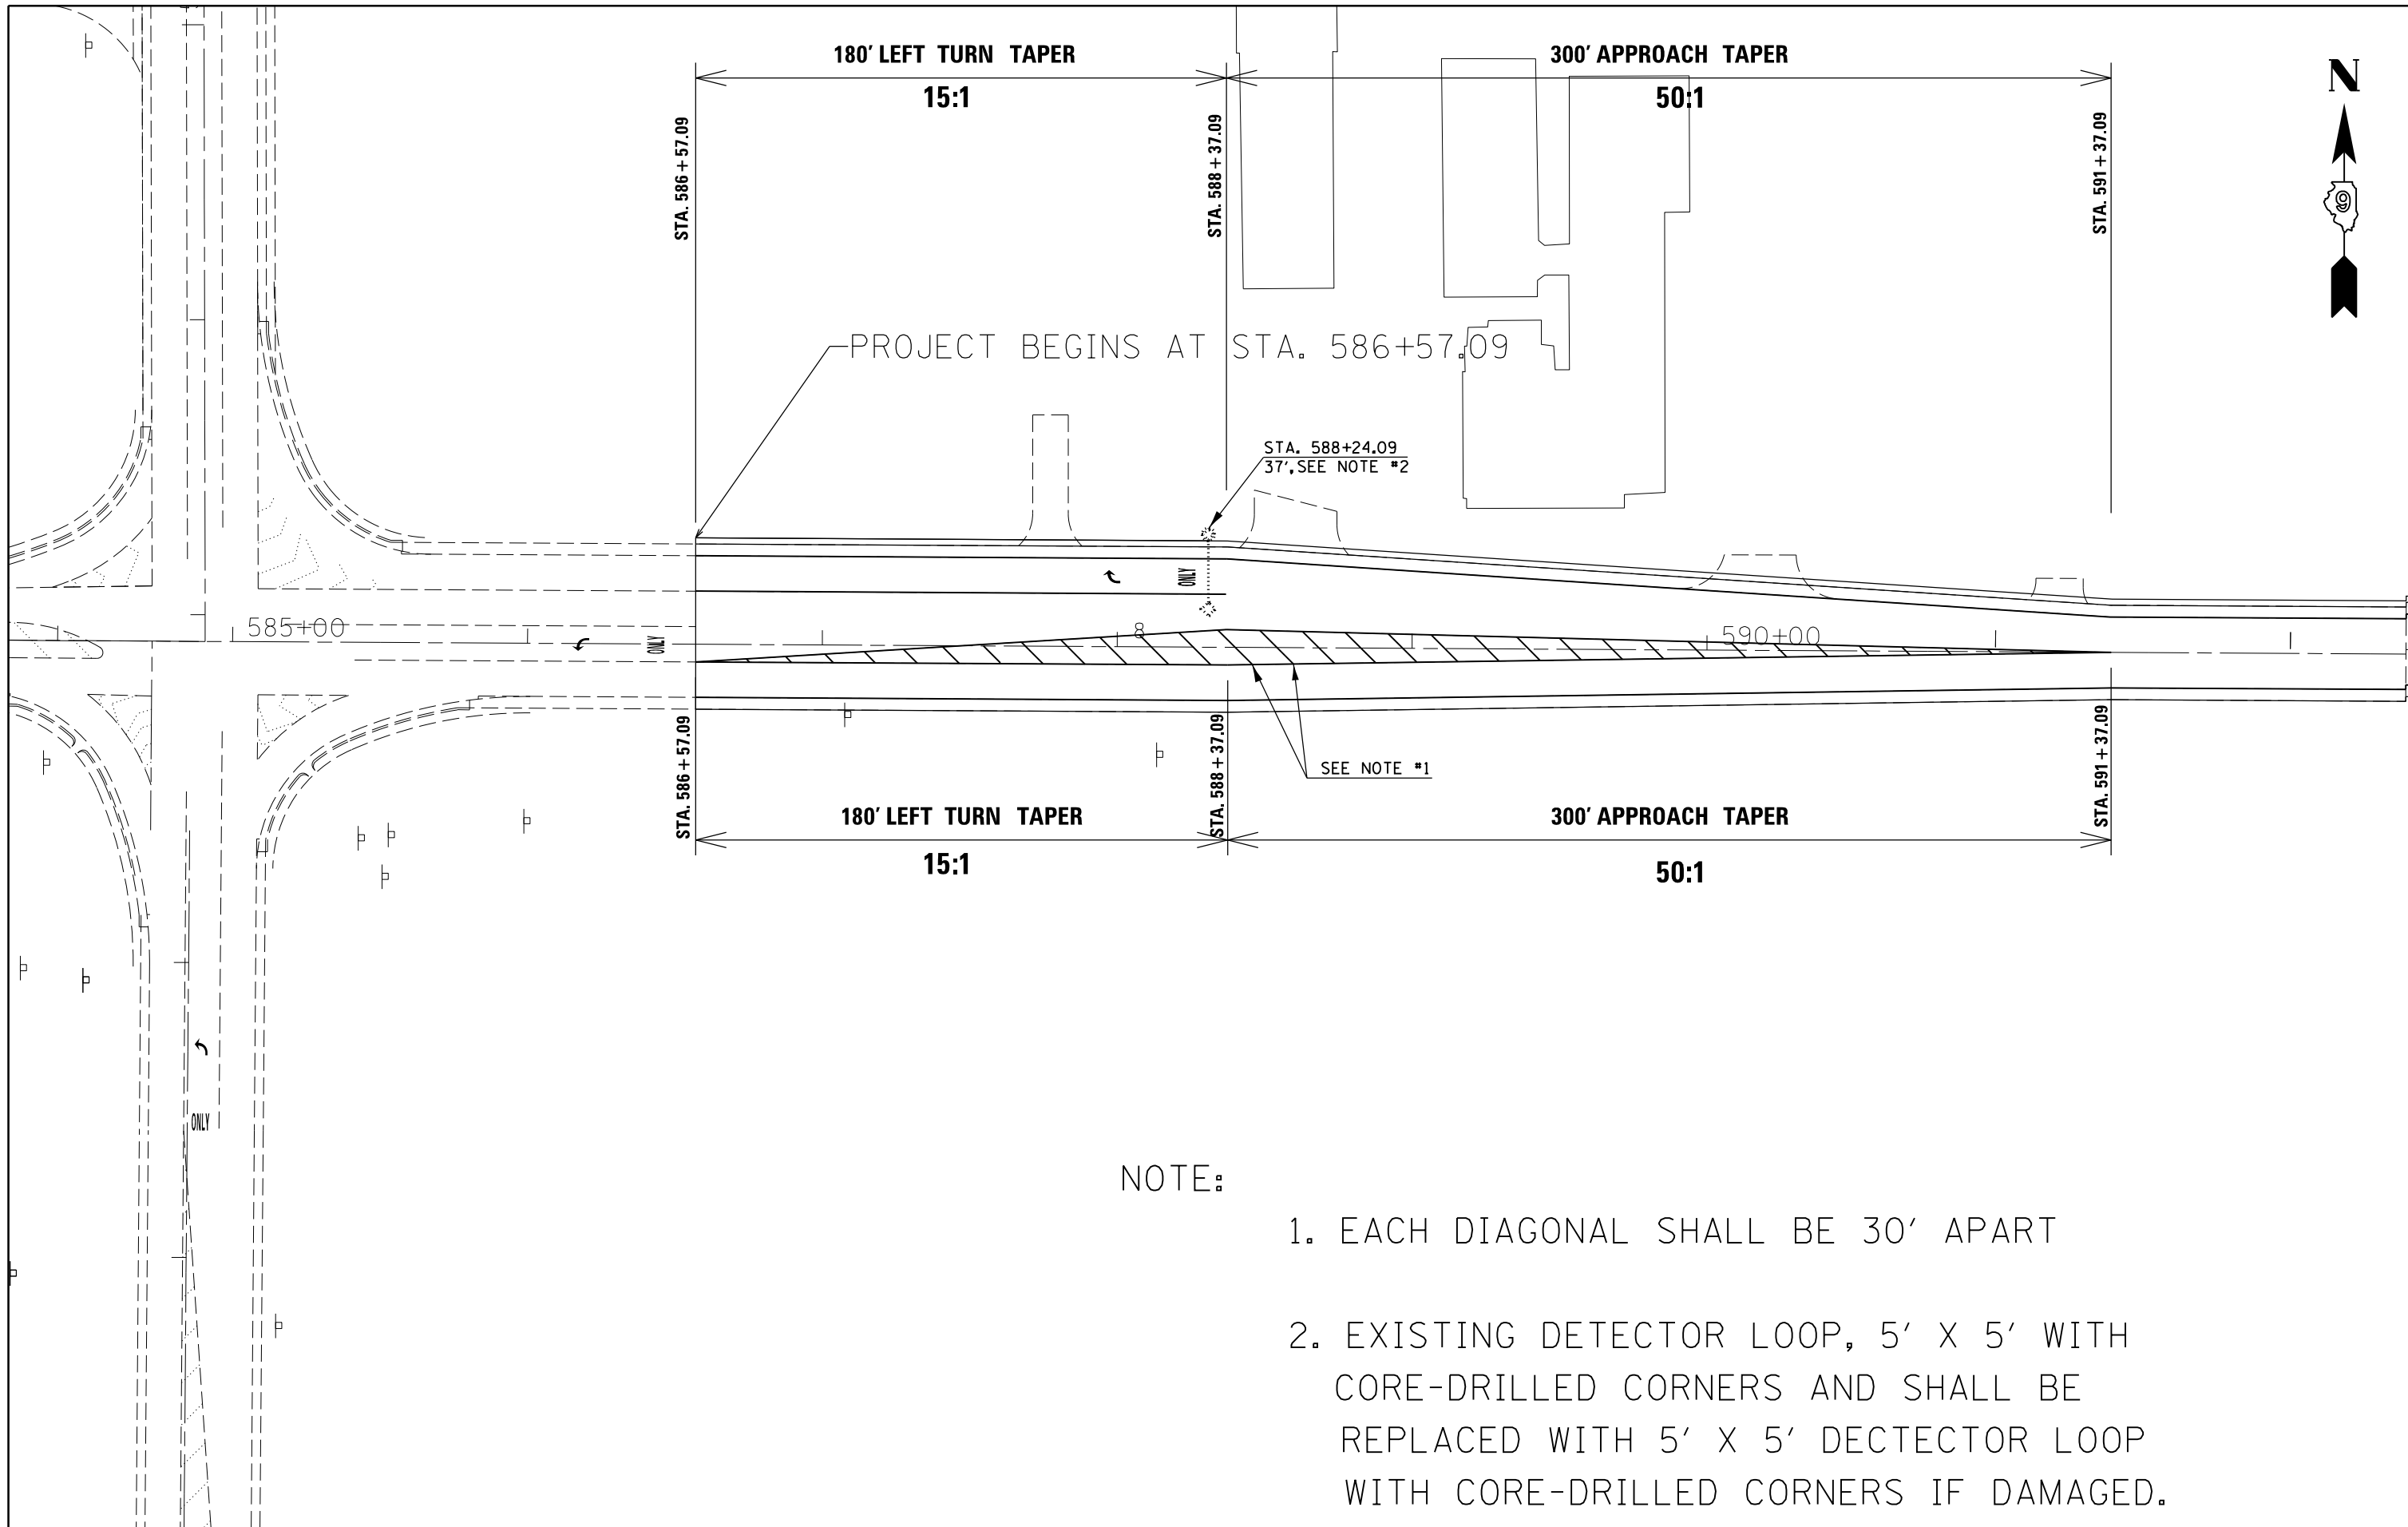 180' LEFT TURN TAPER
300' APPROACH TAPER
N
15:1
50:1
STA. 586+57.09
STA. 588+37.09
STA. 591+37.09
9
PROJECT BEGINS AT STA. 586+57.09
STA. 588+24.09
37', SEE NOTE #2
ONLY
585+00
ONLY
8
590+00
STA. 586+57.09
STA. 588+37.09
STA. 591+37.09
SEE NOTE #1
180' LEFT TURN TAPER
300' APPROACH TAPER
15:1
50:1
ONLY
NOTE:
1. EACH DIAGONAL SHALL BE 30' APART
2. EXISTING DETECTOR LOOP, 5' X 5' WITH
CORE-DRILLED CORNERS AND SHALL BE
REPLACED WITH 5' X 5' DECTECTOR LOOP
WITH CORE-DRILLED CORNERS IF DAMAGED.